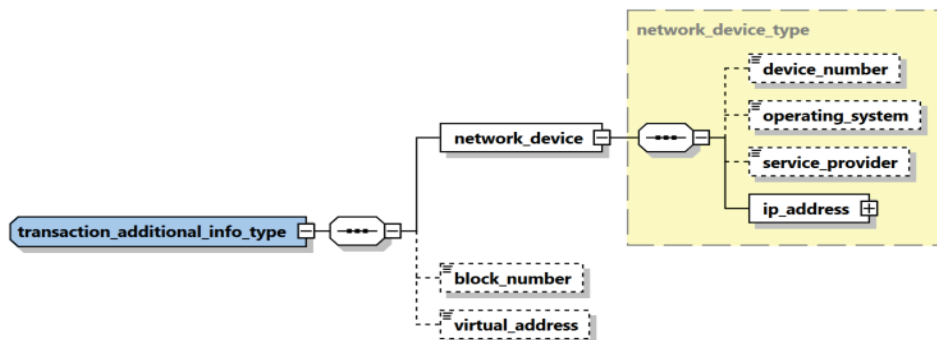 network_device_type
device_number
operating_system
network_device
service_provider
ip_address
transaction_additional_info_type
block_number
virtual_address